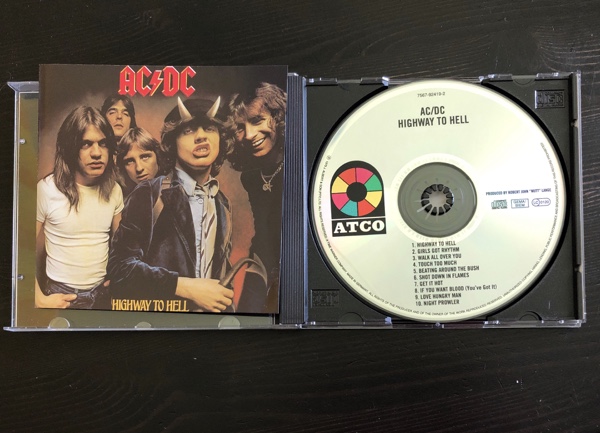 AC/DC
HIGHWAY TO HELL
7567-92419-2
AC/DC
HIGHWAY TO HELL
ATCO
PRODUCED BY ROBERT JOHN "MUTT" LANGE
1. HIGHWAY TO HELL
2. GIRLS GOT RHYTHM
3. WALK ALL OVER YOU
4. TOUCH TOO MUCH
5. BEATING AROUND THE BUSH
6. SHOT DOWN IN FLAMES
7. GET IT HOT
8. IF YOU WANT BLOOD (You've Got It)
9. LOVE HUNGRY MAN
10. NIGHT PROWLER